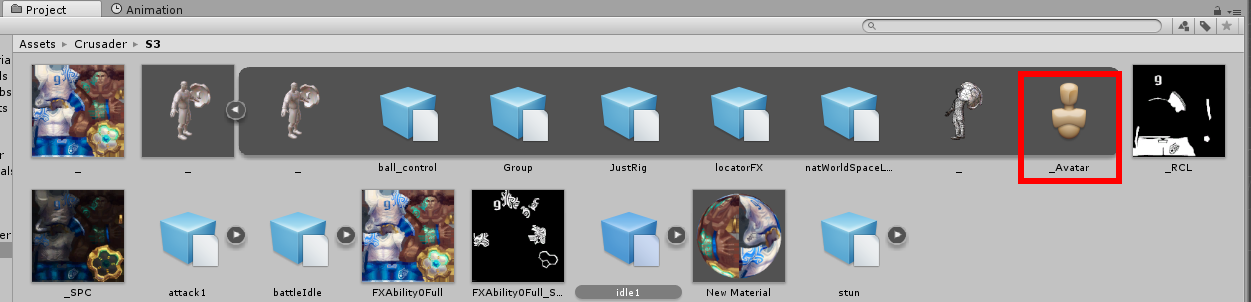 Project
Animation
Assets ▸ Crusader ▸ S3
_
_
_
ball_control
Group
JustRig
locatorFX
natWorldSpaceL...
_
_Avatar
_RCL
_SPC
attack1
battleIdle
FXAbility0Full
FXAbility0Full_S...
idle1
New Material
stun